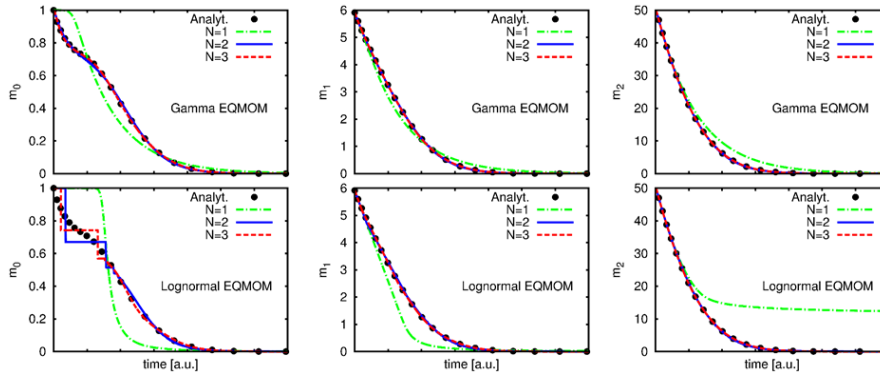 1
0.8
0.6
0.4
0.2
0
m0
Analyt.
N=1
N=2
N=3
Gamma EQMOM
6
5
4
3
2
1
0
m1
Analyt.
N=1
N=2
N=3
Gamma EQMOM
50
40
30
20
10
0
m2
Analyt.
N=1
N=2
N=3
Gamma EQMOM
1
0.8
0.6
0.4
0.2
0
m0
Analyt.
N=1
N=2
N=3
Lognormal EQMOM
time [a.u.]
6
5
4
3
2
1
0
m1
Analyt.
N=1
N=2
N=3
Lognormal EQMOM
time [a.u.]
50
40
30
20
10
0
m2
Analyt.
N=1
N=2
N=3
Lognormal EQMOM
time [a.u.]